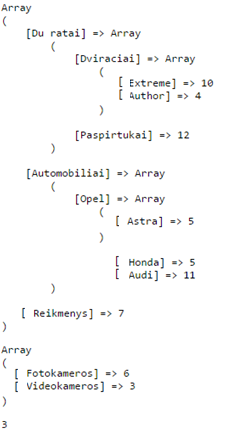 Array
(
[Du ratai] => Array
(
[Dviraciai] => Array
(
[ Extreme] => 10
[ Author] => 4
)
[Paspirtukai] => 12
)
[Automobiliai] => Array
(
[Opel] => Array
(
[ Astra] => 5
)
[ Honda] => 5
[ Audi] => 11
)
[ Reikmenys] => 7
)
Array
(
[ Fotokameros] => 6
[ Videokameros] => 3
)
3